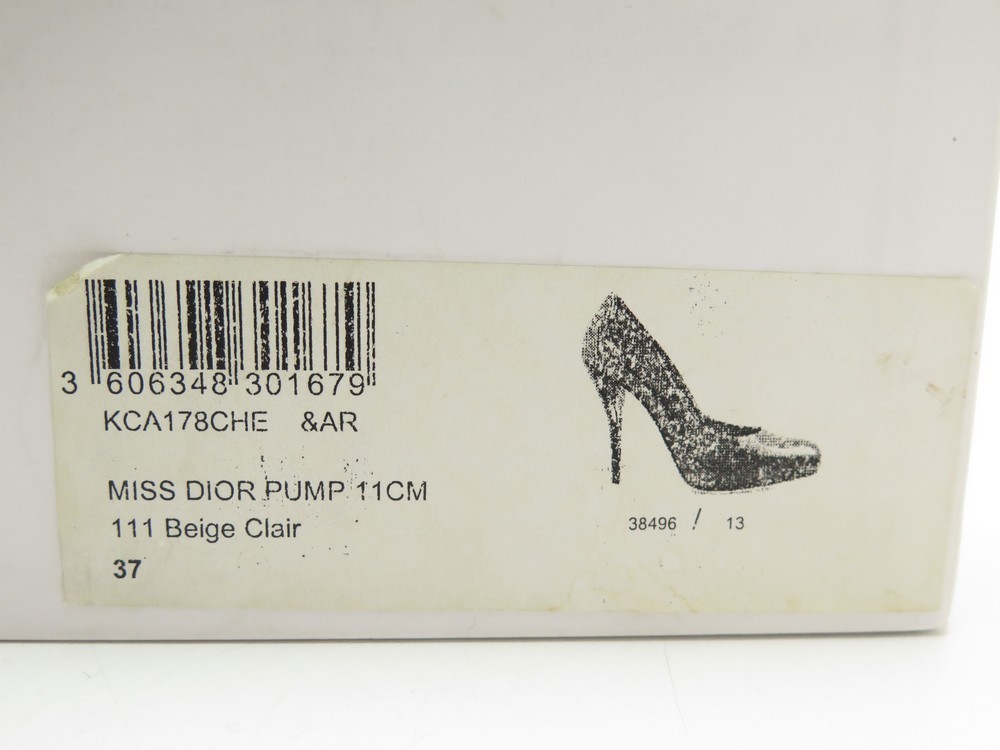 3 606348 301679
KCA178CHE &AR
MISS DIOR PUMP 11CM
111 Beige Clair
37
38496 / 13